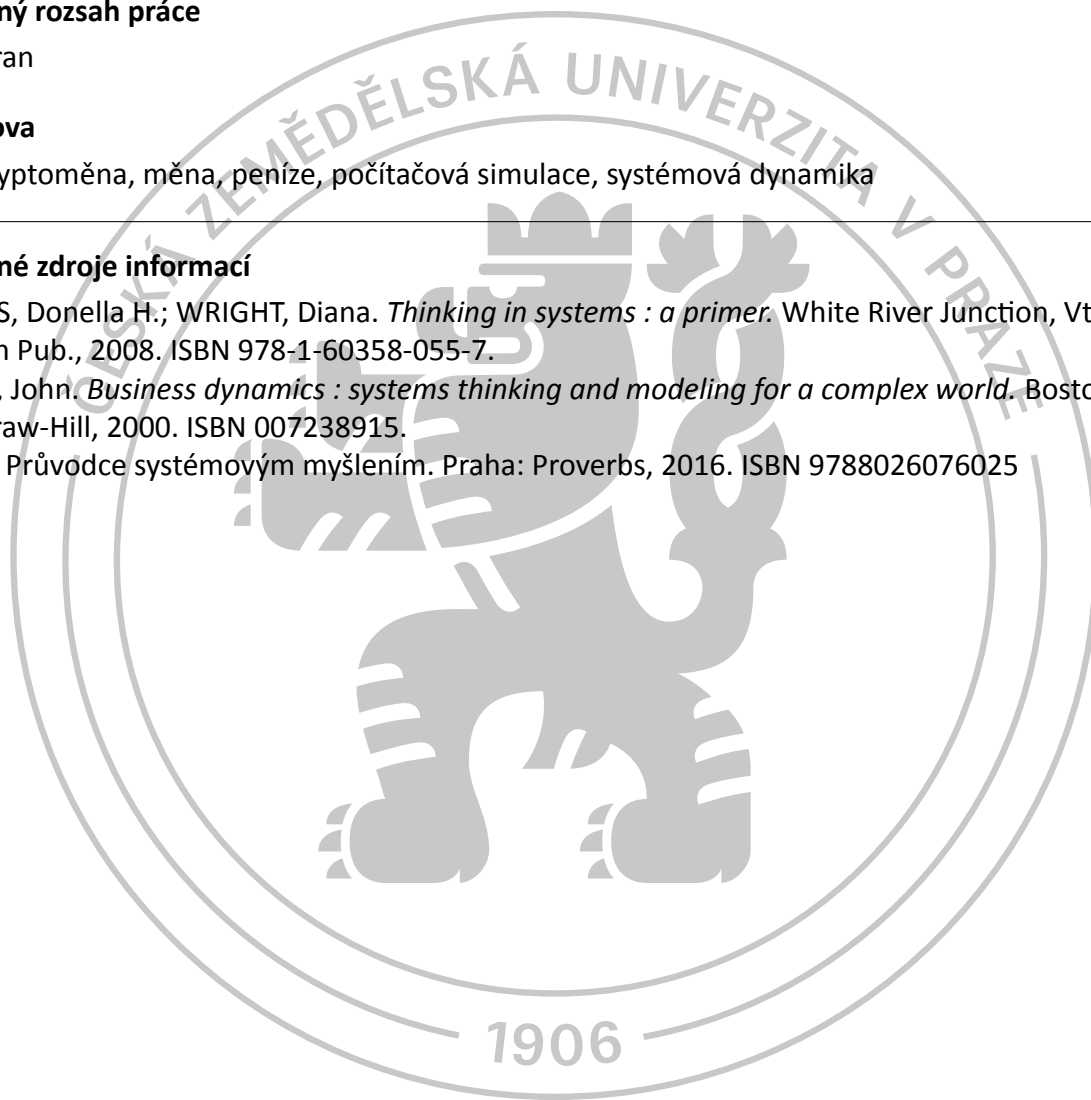 ný rozsah práce
ran
ova
yptoměna, měna, peníze, počítačová simulace, systémová dynamika
né zdroje informací
S, Donella H.; WRIGHT, Diana. Thinking in systems : a primer. White River Junction, Vt
n Pub., 2008. ISBN 978-1-60358-055-7.
, John. Business dynamics : systems thinking and modeling for a complex world. Bosto
raw-Hill, 2000. ISBN 007238915.
Průvodce systémovým myšlením. Praha: Proverbs, 2016. ISBN 9788026076025
ČESKÁ ZEMĚDĚLSKÁ UNIVERZITA V PRAZE
1906